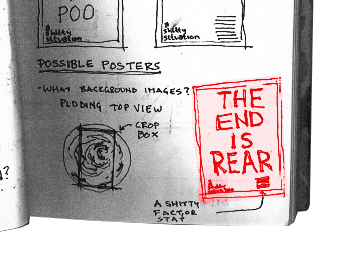 POO
a shitty situation
a shitty situation
POSSIBLE POSTERS
· WHAT BACKGROUND IMAGES?
PUDDING TOP VIEW
CROP
BOX
THE
END
IS
REAR
A SHITTY
FACTOR
STAT
?